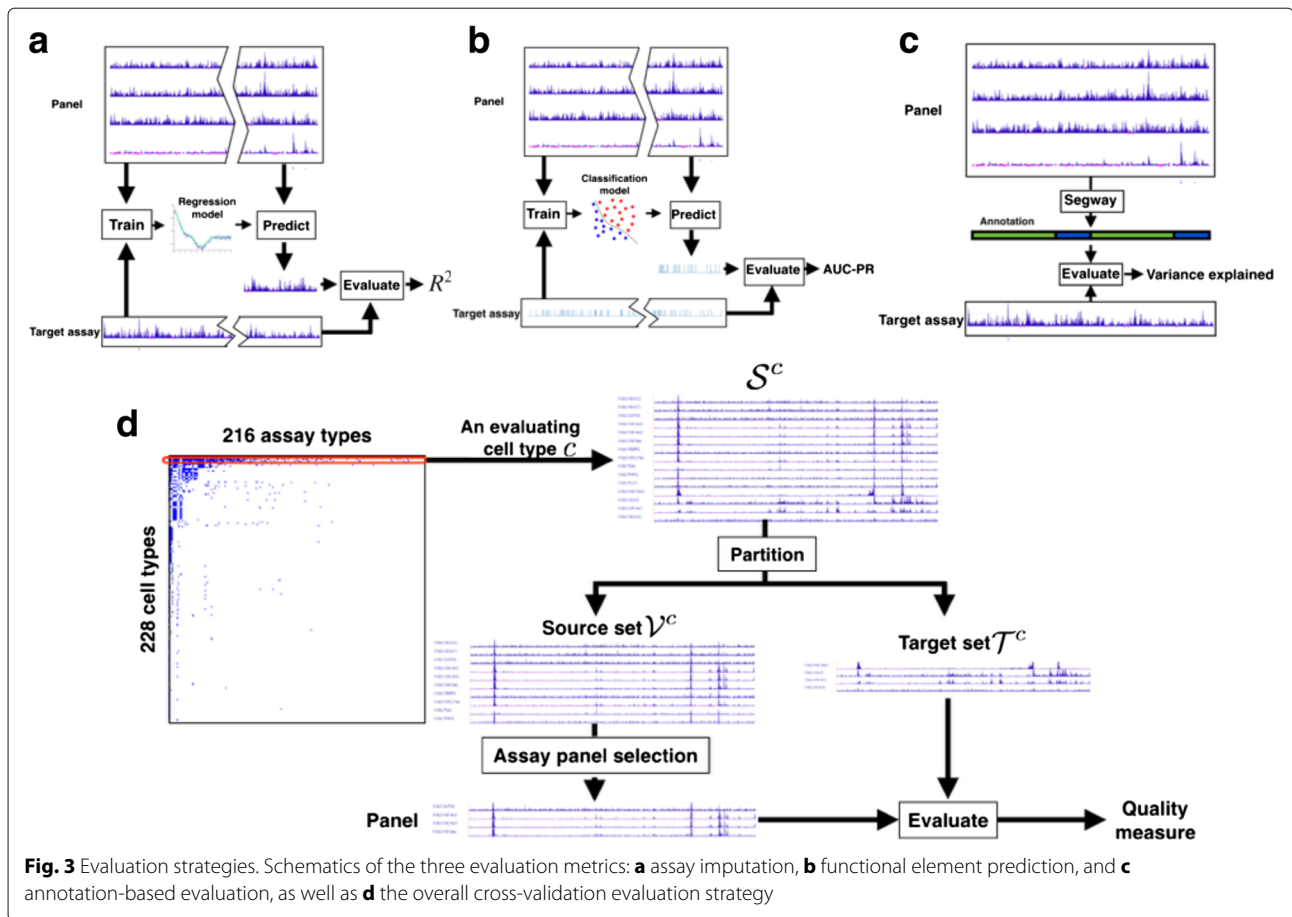 a
Panel
Train
Regression
model
Predict
Evaluate
R²
Target assay
b
Classification
model
Train
Predict
Evaluate
AUC-PR
Target assay
c
Panel
Segway
Annotation
Evaluate
Variance explained
Target assay
d
216 assay types
228 cell types
An evaluating
cell type c
𝒮ᶜ
Partition
Source set 𝒱ᶜ
Target set 𝒯ᶜ
Assay panel selection
Panel
Evaluate
Quality
measure
Fig. 3 Evaluation strategies. Schematics of the three evaluation metrics: a assay imputation, b functional element prediction, and c
annotation-based evaluation, as well as d the overall cross-validation evaluation strategy